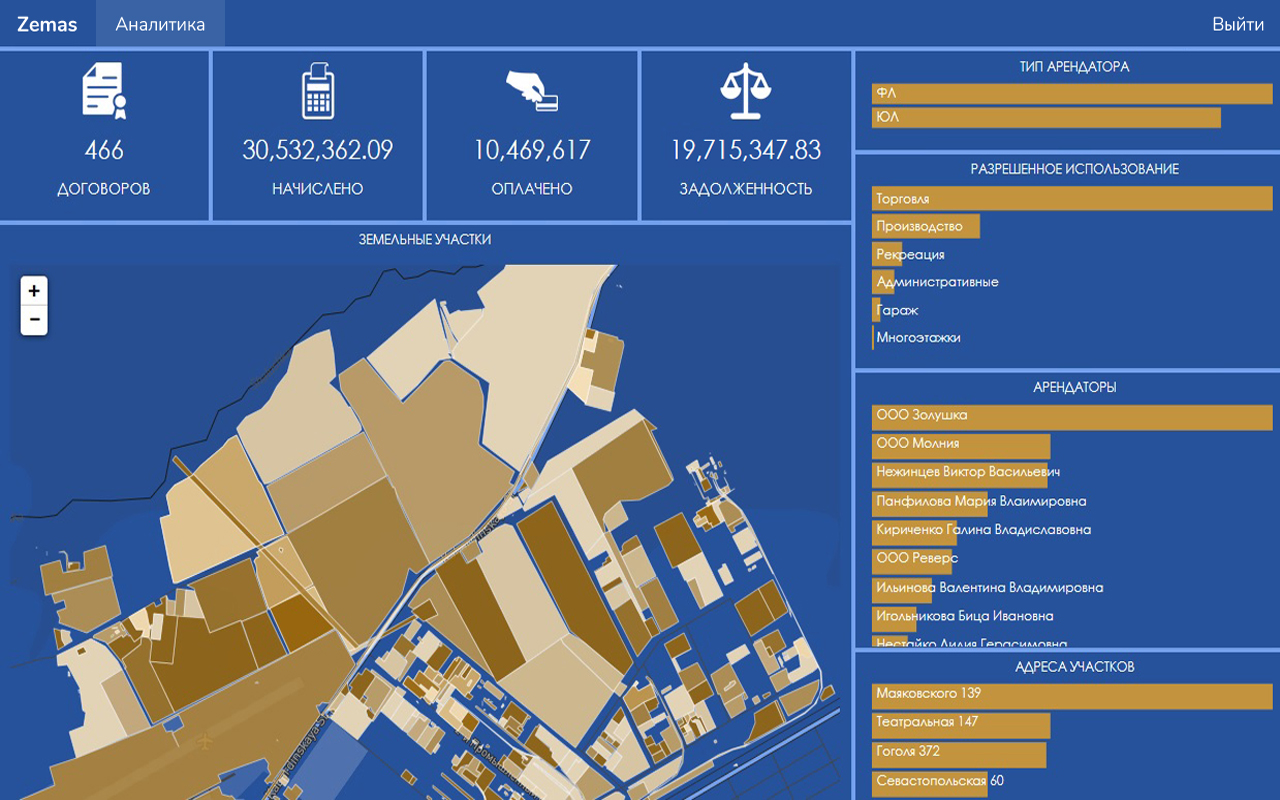 Zemas
Аналитика
Выйти
466
ДОГОВОРОВ
30,532,362.09
НАЧИСЛЕНО
10,469,617
ОПЛАЧЕНО
19,715,347.83
ЗАДОЛЖЕННОСТЬ
ЗЕМЕЛЬНЫЕ УЧАСТКИ
+
−
ТИП АРЕНДАТОРА
ФЛ
ЮЛ
РАЗРЕШЕННОЕ ИСПОЛЬЗОВАНИЕ
Торговля
Производство
Рекреация
Административные
Гараж
Многоэтажки
АРЕНДАТОРЫ
ООО Золушка
ООО Молния
Нежинцев Виктор Васильевич
Панфилова Мария Влаимировна
Кириченко Галина Владиславовна
ООО Реверс
Ильинова Валентина Владимировна
Игольникова Бица Ивановна
Нестайко Лидия Герасимовна
АДРЕСА УЧАСТКОВ
Маяковского 139
Театральная 147
Гоголя 372
Севастопольская 60